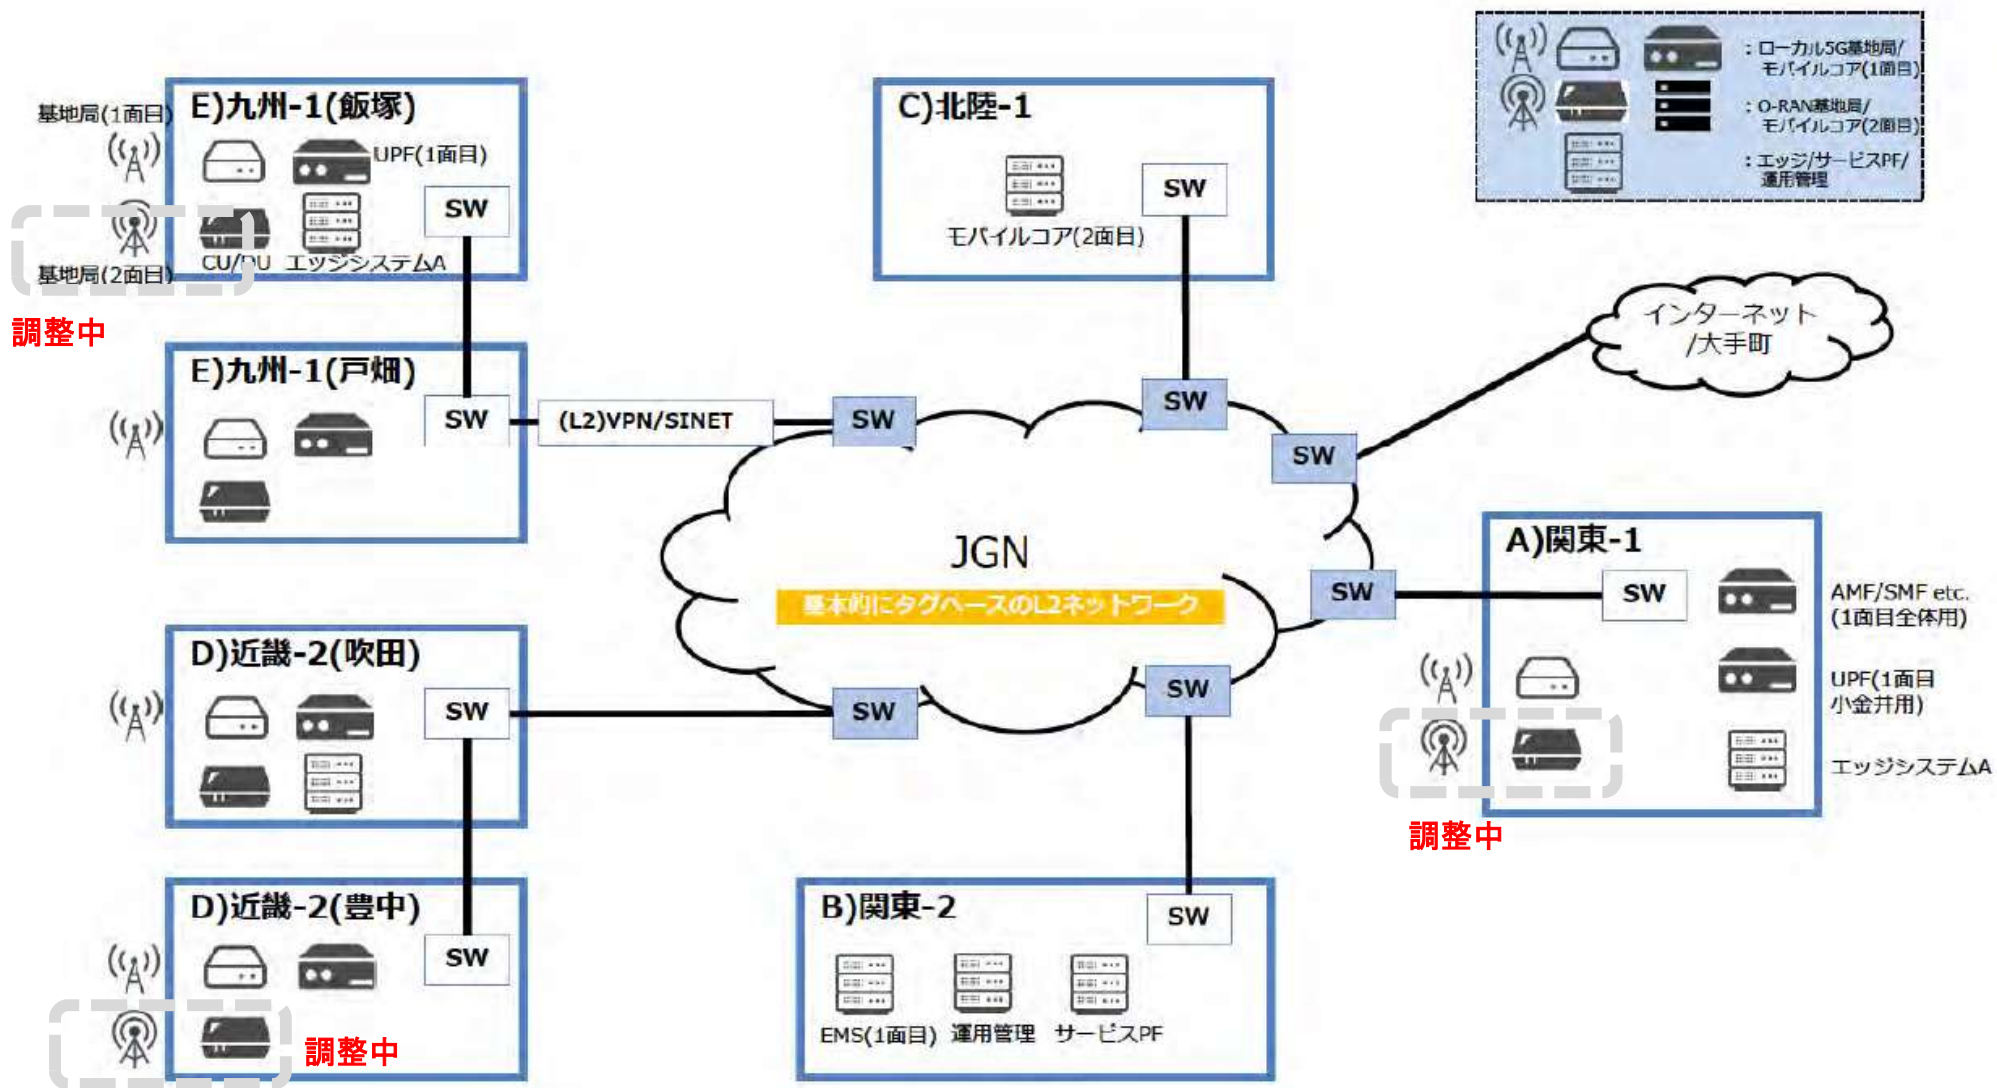 :ローカル5G基地局/
モバイルコア(1面目)
:O-RAN基地局/
モバイルコア(2面目)
:エッジ/サービスPF/
運用管理
E)九州-1(飯塚)
基地局(1面目)
UPF(1面目)
SW
CU/DU
エッジシステムA
基地局(2面目)
調整中
C)北陸-1
SW
モバイルコア(2面目)
インターネット
/大手町
E)九州-1(戸畑)
SW
(L2)VPN/SINET
SW
SW
SW
JGN
基本的にタグベースのL2ネットワーク
SW
A)関東-1
SW
AMF/SMF etc.
(1面目全体用)
UPF(1面目
小金井用)
エッジシステムA
調整中
D)近畿-2(吹田)
SW
SW
SW
D)近畿-2(豊中)
SW
調整中
B)関東-2
SW
EMS(1面目)
運用管理
サービスPF